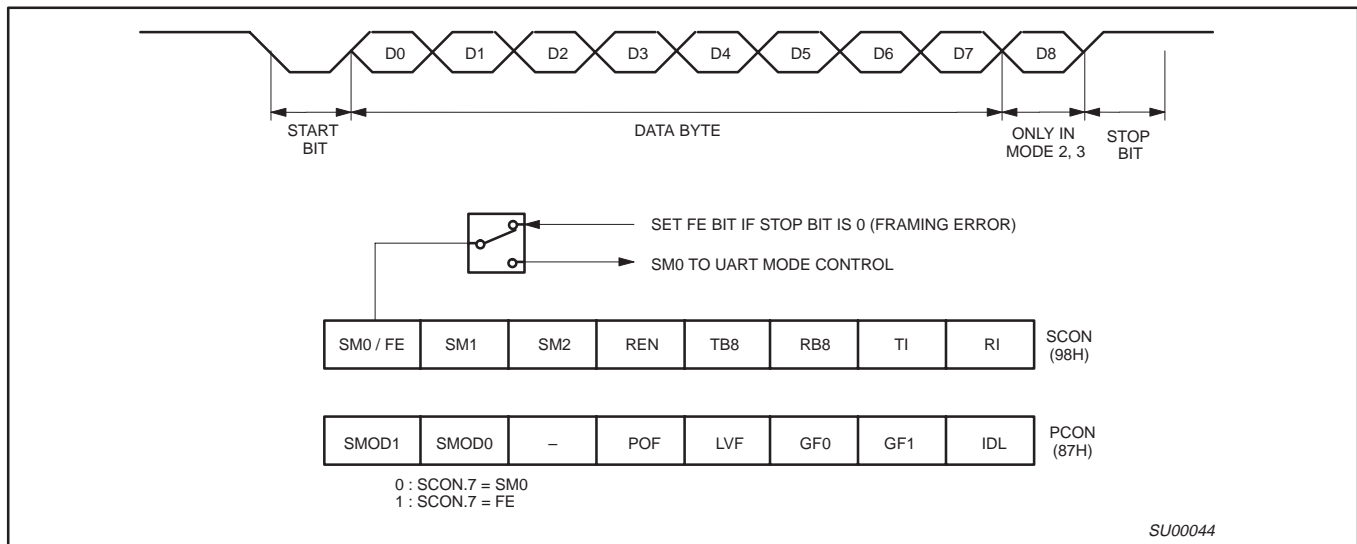 D0 D1 D2 D3 D4 D5 D6 D7 D8
START
BIT
DATA BYTE
ONLY IN
MODE 2, 3
STOP
BIT
SET FE BIT IF STOP BIT IS 0 (FRAMING ERROR)
SM0 TO UART MODE CONTROL
SM0 / FE SM1 SM2 REN TB8 RB8 TI RI
SCON
(98H)
SMOD1 SMOD0 – POF LVF GF0 GF1 IDL
PCON
(87H)
0 : SCON.7 = SM0
1 : SCON.7 = FE
SU00044